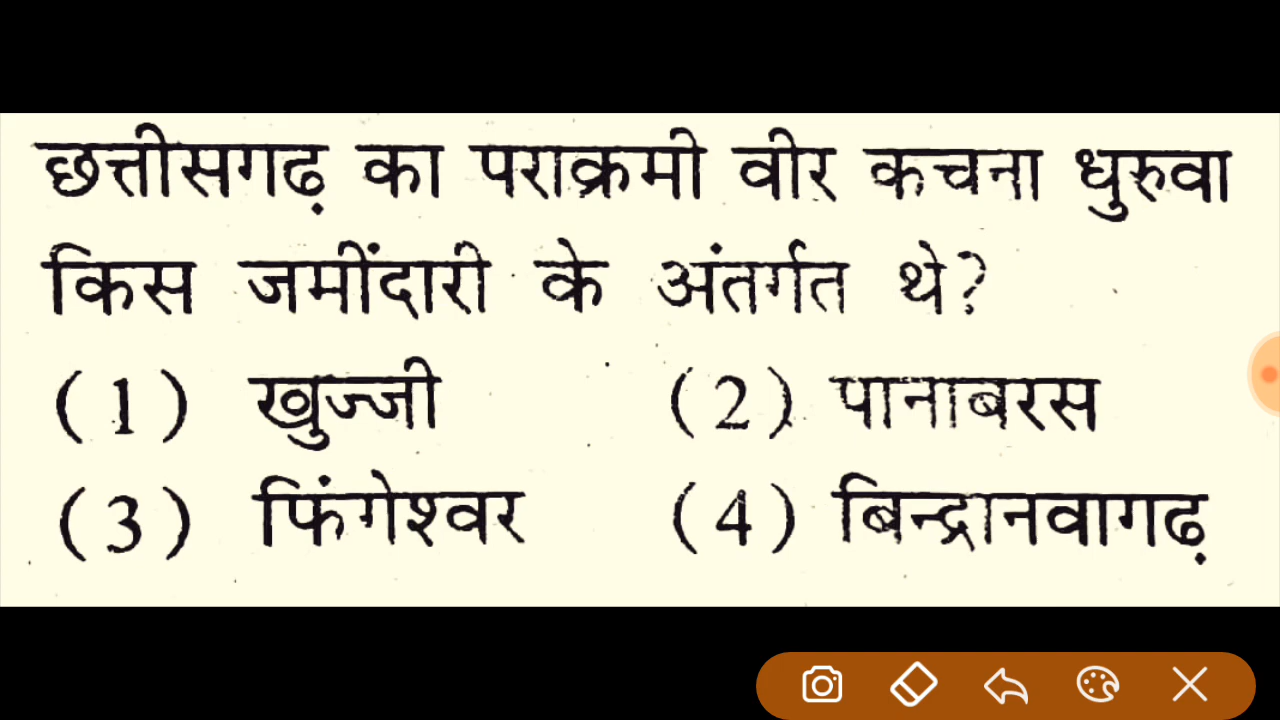 छत्तीसगढ़ का पराक्रमी वीर कचना धुरुवा
किस जमींदारी के अंतर्गत थे?
(1) खुज्जी (2) पानाबरस
(3) फिंगेश्वर (4) बिन्द्रानवागढ़